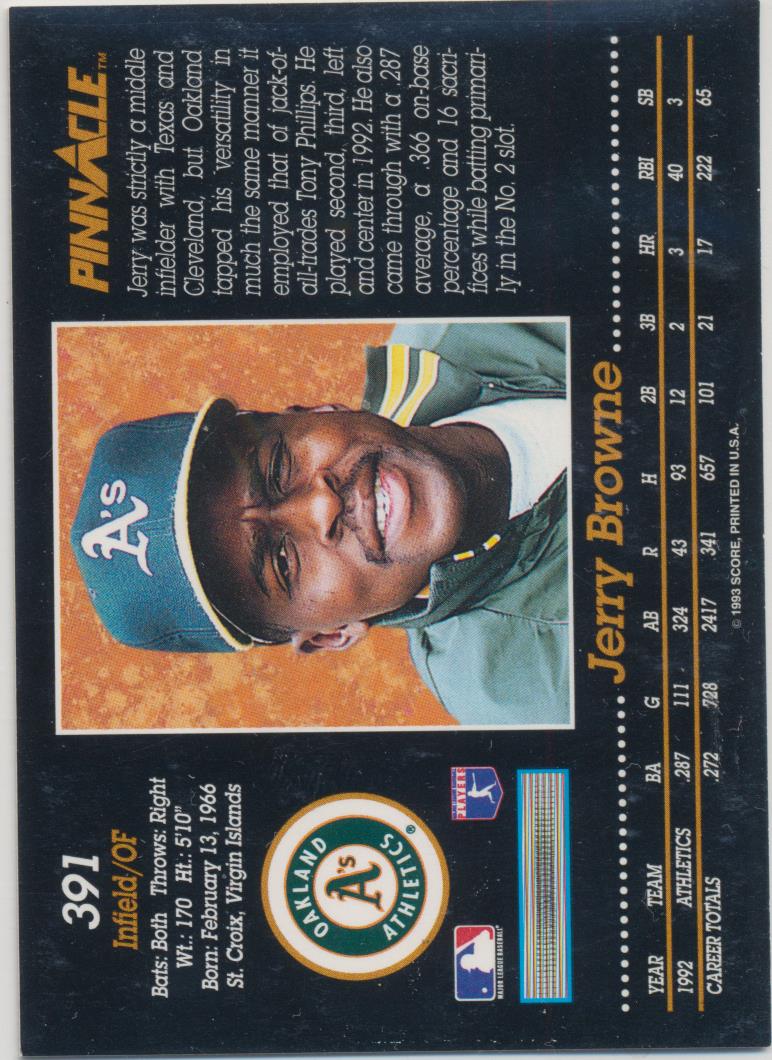 391
Infield/OF
Bats: Both Throws: Right
Wt.: 170 Ht.: 5'10"
Born: February 13, 1966
St. Croix, Virgin Islands
OAKLAND
A's
ATHLETICS
®
MAJOR LEAGUE BASEBALL
PLAYERS
A's
PINNACLE™
Jerry was strictly a middle
infielder with Texas and
Cleveland, but Oakland
tapped his versatility in
much the same manner it
employed that of jack-of-
all-trades Tony Phillips. He
played second, third, left
and center in 1992. He also
came through with a .287
average, a .366 on-base
percentage and 16 sacri-
fices while batting primari-
ly in the No. 2 slot.
Jerry Browne
YEAR TEAM BA G AB R H 2B 3B HR RBI SB
1992 ATHLETICS .287 111 324 43 93 12 2 3 40 3
CAREER TOTALS .272 728 2417 341 657 101 21 17 222 65
© 1993 SCORE, PRINTED IN U.S.A.